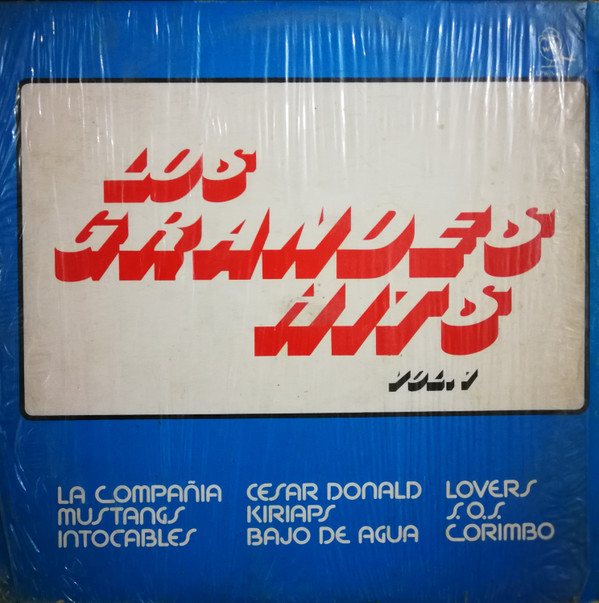 LOS
GRANDES
HITS
VOL. 1
LA COMPAÑIA
MUSTANGS
INTOCABLES
CESAR DONALD
KIRIAPS
BAJO DE AGUA
LOVERS
S.O.S.
CORIMBO